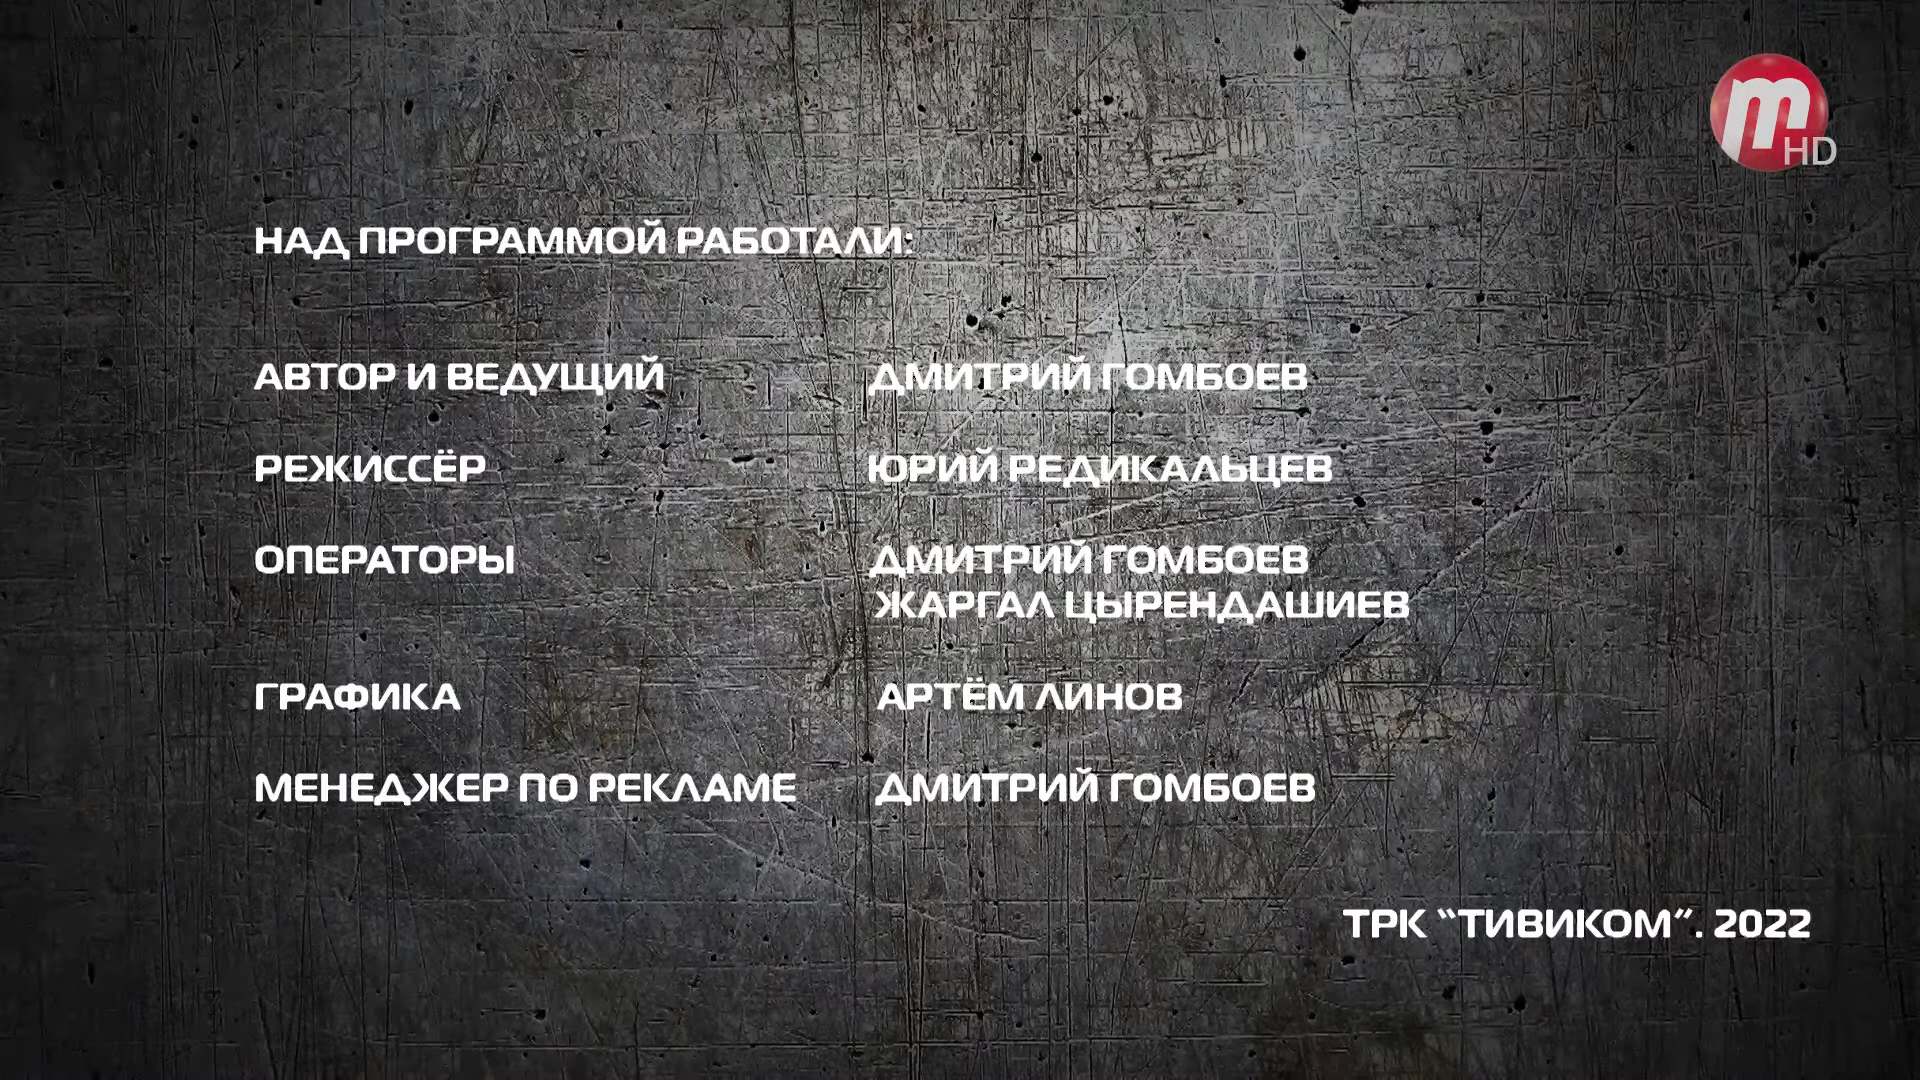 m HD
НАД ПРОГРАММОЙ РАБОТАЛИ:
АВТОР И ВЕДУЩИЙ ДМИТРИЙ ГОМБОЕВ
РЕЖИССЁР ЮРИЙ РЕДИКАЛЬЦЕВ
ОПЕРАТОРЫ ДМИТРИЙ ГОМБОЕВ
ЖАРГАЛ ЦЫРЕНДАШИЕВ
ГРАФИКА АРТЁМ ЛИНОВ
МЕНЕДЖЕР ПО РЕКЛАМЕ ДМИТРИЙ ГОМБОЕВ
ТРК “ТИВИКОМ”. 2022